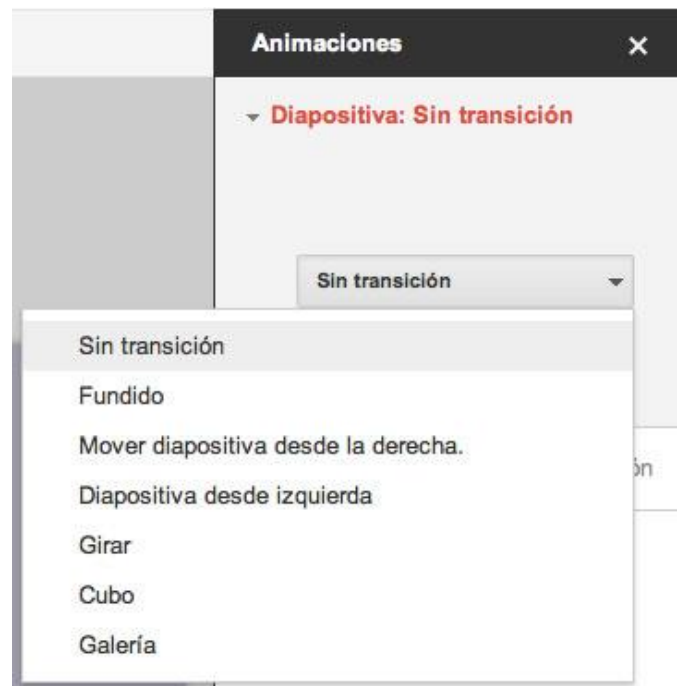 Animaciones ×
Diapositiva: Sin transición
Sin transición
Sin transición
Fundido
Mover diapositiva desde la derecha.
Diapositiva desde izquierda
Girar
Cubo
Galería